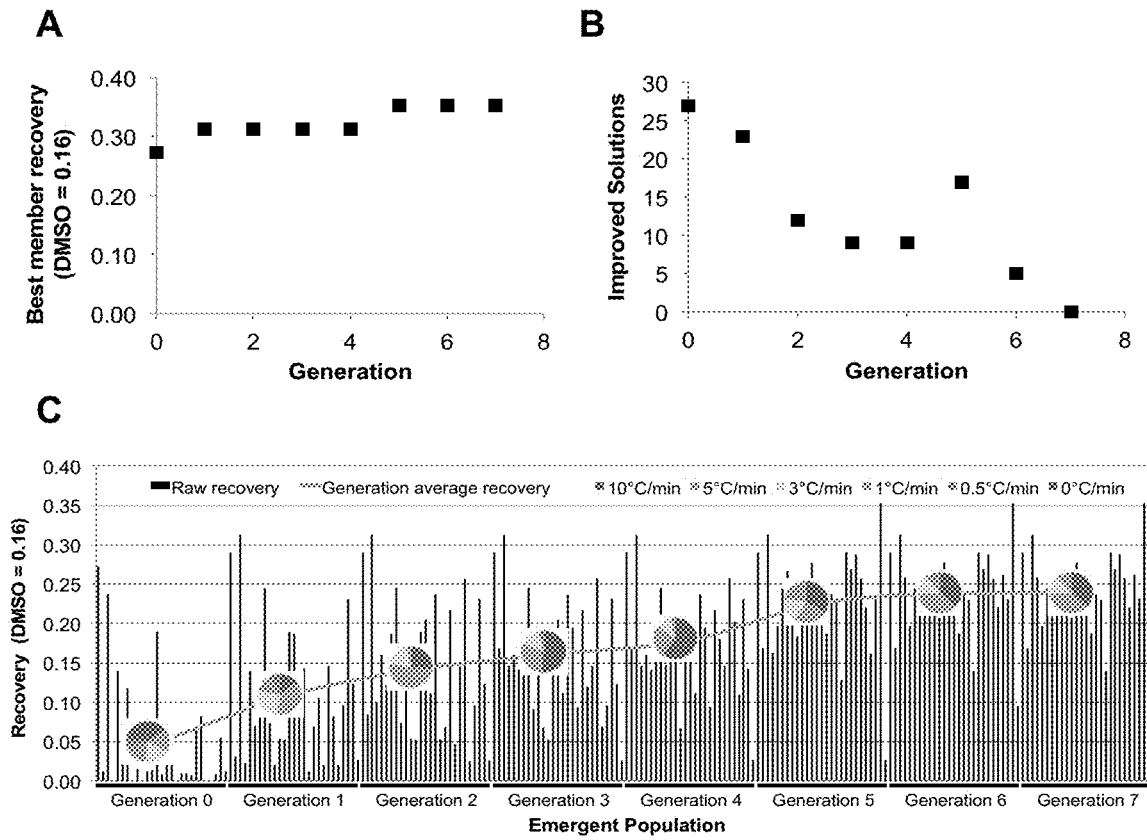 A
Best member recovery
(DMSO = 0.16)
0.40
0.30
0.20
0.10
0.00
0 2 4 6 8
Generation
B
Improved Solutions
30
25
20
15
10
5
0
0 2 4 6 8
Generation
C
Recovery (DMSO = 0.16)
0.40
0.35
0.30
0.25
0.20
0.15
0.10
0.05
0.00
Raw recovery Generation average recovery 10°C/min 5°C/min 3°C/min 1°C/min 0.5°C/min 0°C/min
Generation 0 Generation 1 Generation 2 Generation 3 Generation 4 Generation 5 Generation 6 Generation 7
Emergent Population